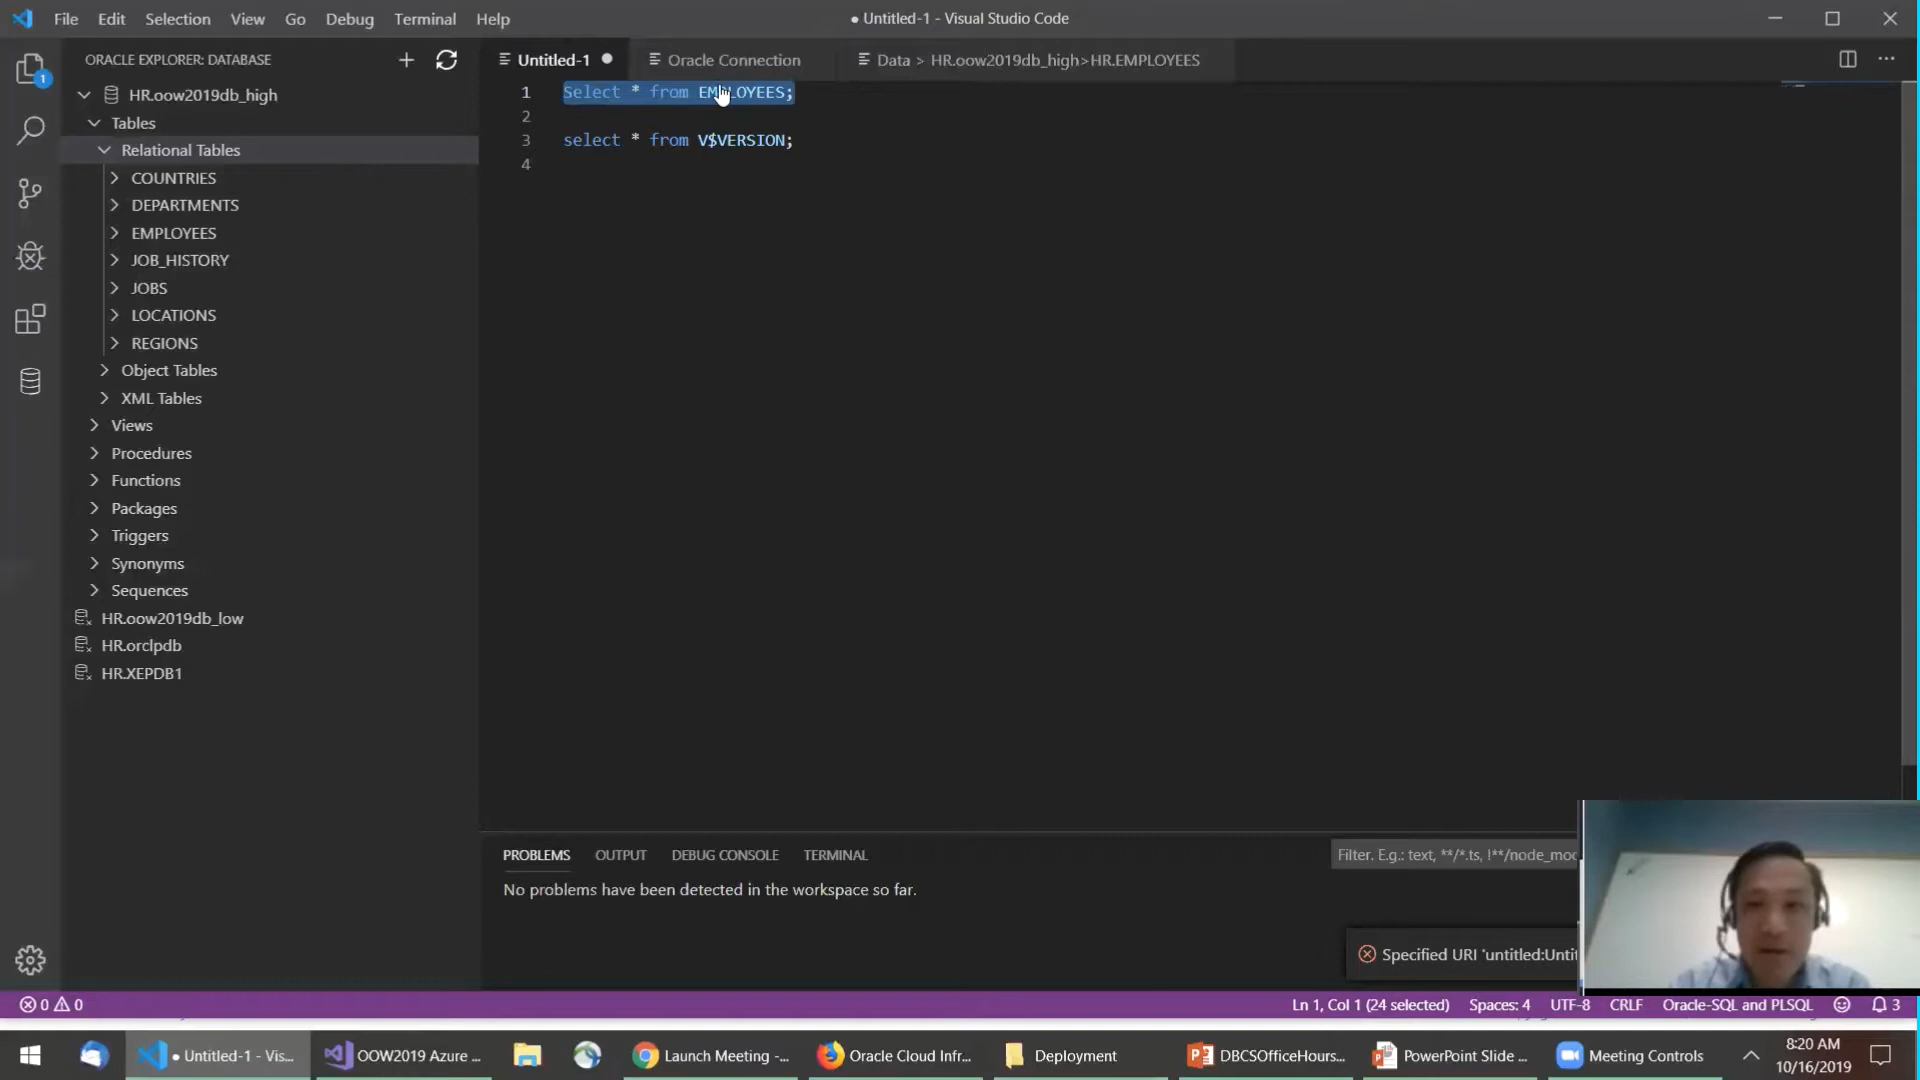 File Edit Selection View Go Debug Terminal Help
● Untitled-1 - Visual Studio Code
ORACLE EXPLORER: DATABASE
Untitled-1
Oracle Connection
Data > HR.oow2019db_high>HR.EMPLOYEES
1
HR.oow2019db_high
Tables
Relational Tables
COUNTRIES
DEPARTMENTS
EMPLOYEES
JOB_HISTORY
JOBS
LOCATIONS
REGIONS
Object Tables
XML Tables
Views
Procedures
Functions
Packages
Triggers
Synonyms
Sequences
HR.oow2019db_low
HR.orclpdb
HR.XEPDB1
1 Select * from EMPLOYEES;
2
3 select * from V$VERSION;
4
PROBLEMS OUTPUT DEBUG CONSOLE TERMINAL
Filter. E.g.: text, **/*.ts, !**/node_moc
No problems have been detected in the workspace so far.
Specified URI 'untitled:Untit
0 0
Ln 1, Col 1 (24 selected) Spaces: 4 UTF-8 CRLF Oracle-SQL and PLSQL 3
● Untitled-1 - Vis...
OOW2019 Azure ...
Launch Meeting -...
Oracle Cloud Infr...
Deployment
DBCSOfficeHours...
PowerPoint Slide ...
Meeting Controls
8:20 AM
10/16/2019